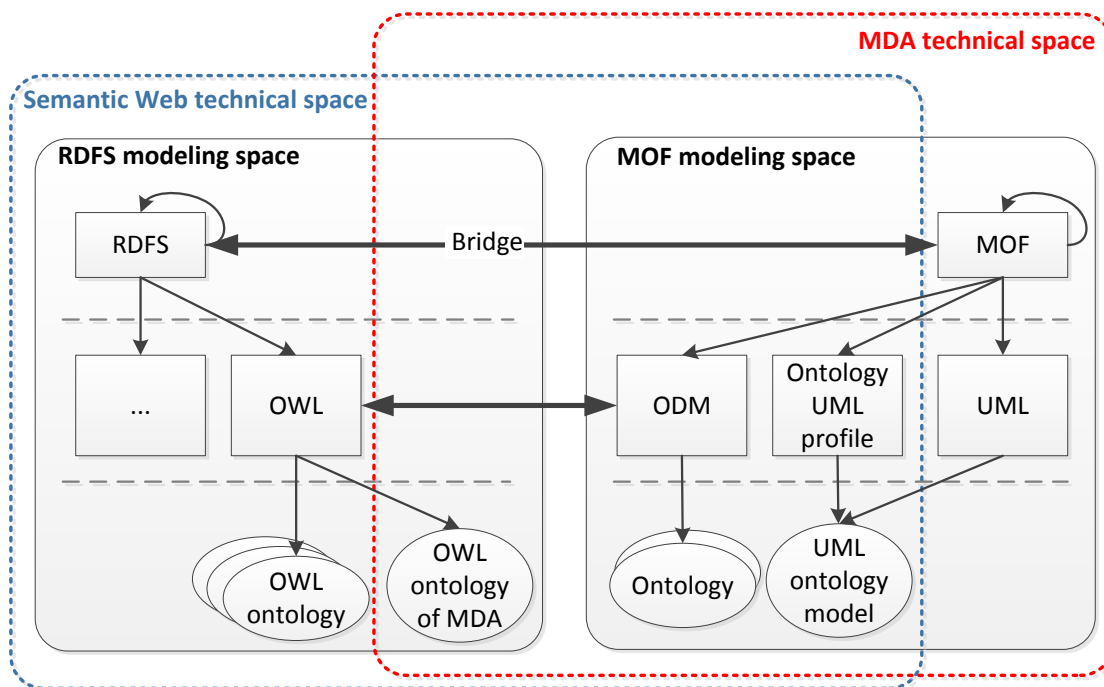 MDA technical space
Semantic Web technical space
RDFS modeling space
MOF modeling space
RDFS
Bridge
MOF
...
OWL
ODM
Ontology
UML
profile
UML
OWL
ontology
OWL
ontology
of MDA
Ontology
UML
ontology
model